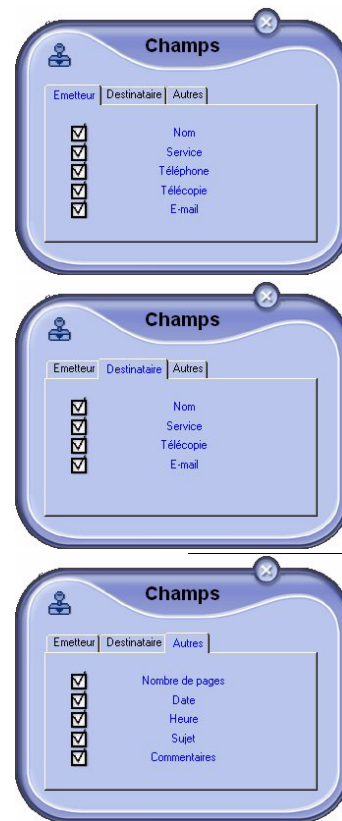 Champs
Emetteur Destinataire Autres
Nom
Service
Téléphone
Télécopie
E-mail
Champs
Emetteur Destinataire Autres
Nom
Service
Télécopie
E-mail
Champs
Emetteur Destinataire Autres
Nombre de pages
Date
Heure
Sujet
Commentaires